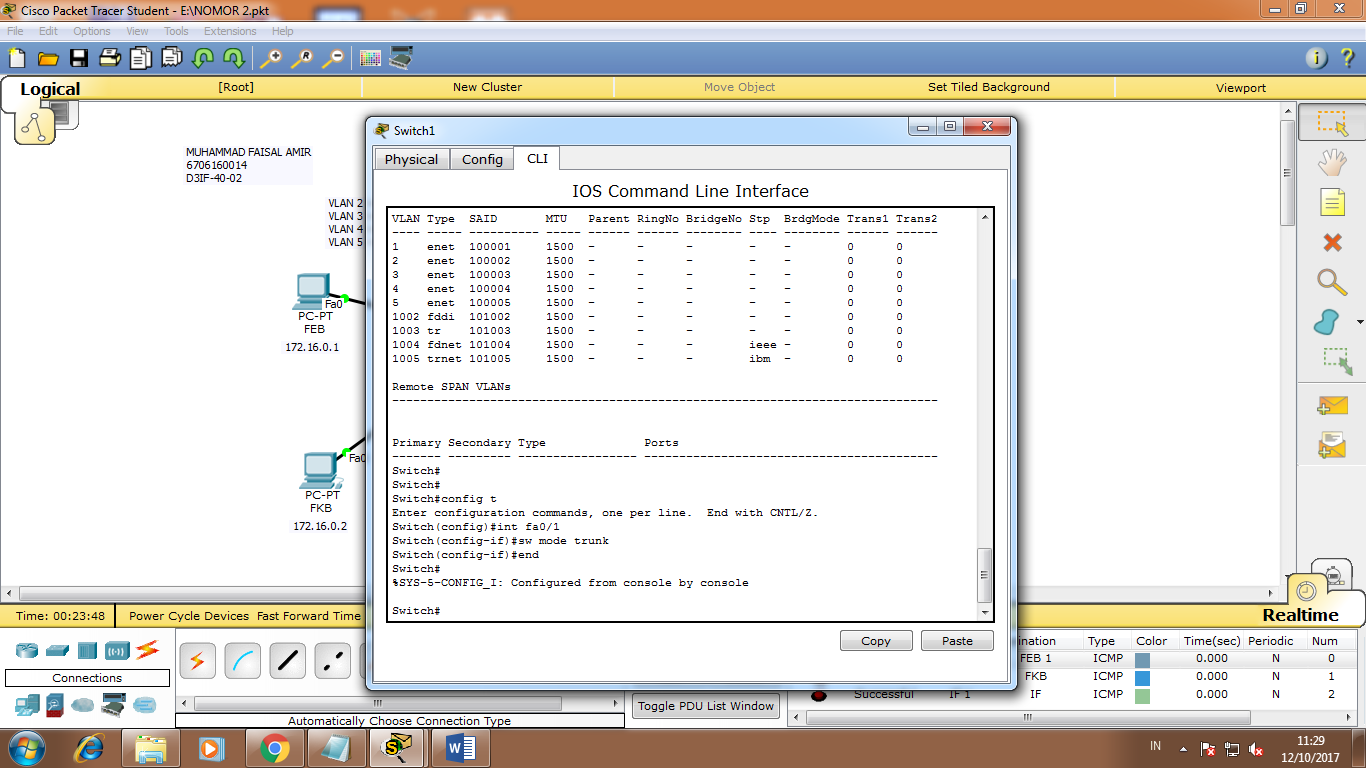 Cisco Packet Tracer Student - E:\NOMOR 2.pkt
File Edit Options View Tools Extensions Help
Logical [Root] New Cluster Move Object Set Tiled Background Viewport
MUHAMMAD FAISAL AMIR
6706160014
D3IF-40-02
VLAN 2
VLAN 3
VLAN 4
VLAN 5
Fa0
PC-PT
FEB
172.16.0.1
Fa0
PC-PT
FKB
172.16.0.2
Switch1
Physical Config CLI
IOS Command Line Interface
VLAN Type SAID MTU Parent RingNo BridgeNo Stp BrdgMode Trans1 Trans2
---- ----- ---------- ----- ------ ------ -------- ---- -------- ------ ------
1 enet 100001 1500 - - - - - 0 0
2 enet 100002 1500 - - - - - 0 0
3 enet 100003 1500 - - - - - 0 0
4 enet 100004 1500 - - - - - 0 0
5 enet 100005 1500 - - - - - 0 0
1002 fddi 101002 1500 - - - - - 0 0
1003 tr 101003 1500 - - - - - 0 0
1004 fdnet 101004 1500 - - - ieee - 0 0
1005 trnet 101005 1500 - - - ibm - 0 0
Remote SPAN VLANs
------------------------------------------------------------------------------
Primary Secondary Type Ports
------- --------- ----------------- ------------------------------------------
Switch#
Switch#
Switch#config t
Enter configuration commands, one per line. End with CNTL/Z.
Switch(config)#int fa0/1
Switch(config-if)#sw mode trunk
Switch(config-if)#end
Switch#
%SYS-5-CONFIG_I: Configured from console by console
Switch#
Copy Paste
Time: 00:23:48 Power Cycle Devices Fast Forward Time
Realtime
Connections
Automatically Choose Connection Type
Toggle PDU List Window
ination Type Color Time(sec) Periodic Num
FEB 1 ICMP 0.000 N 0
FKB ICMP 0.000 N 1
Successful IF 1 IF ICMP 0.000 N 2
IN
11:29
12/10/2017